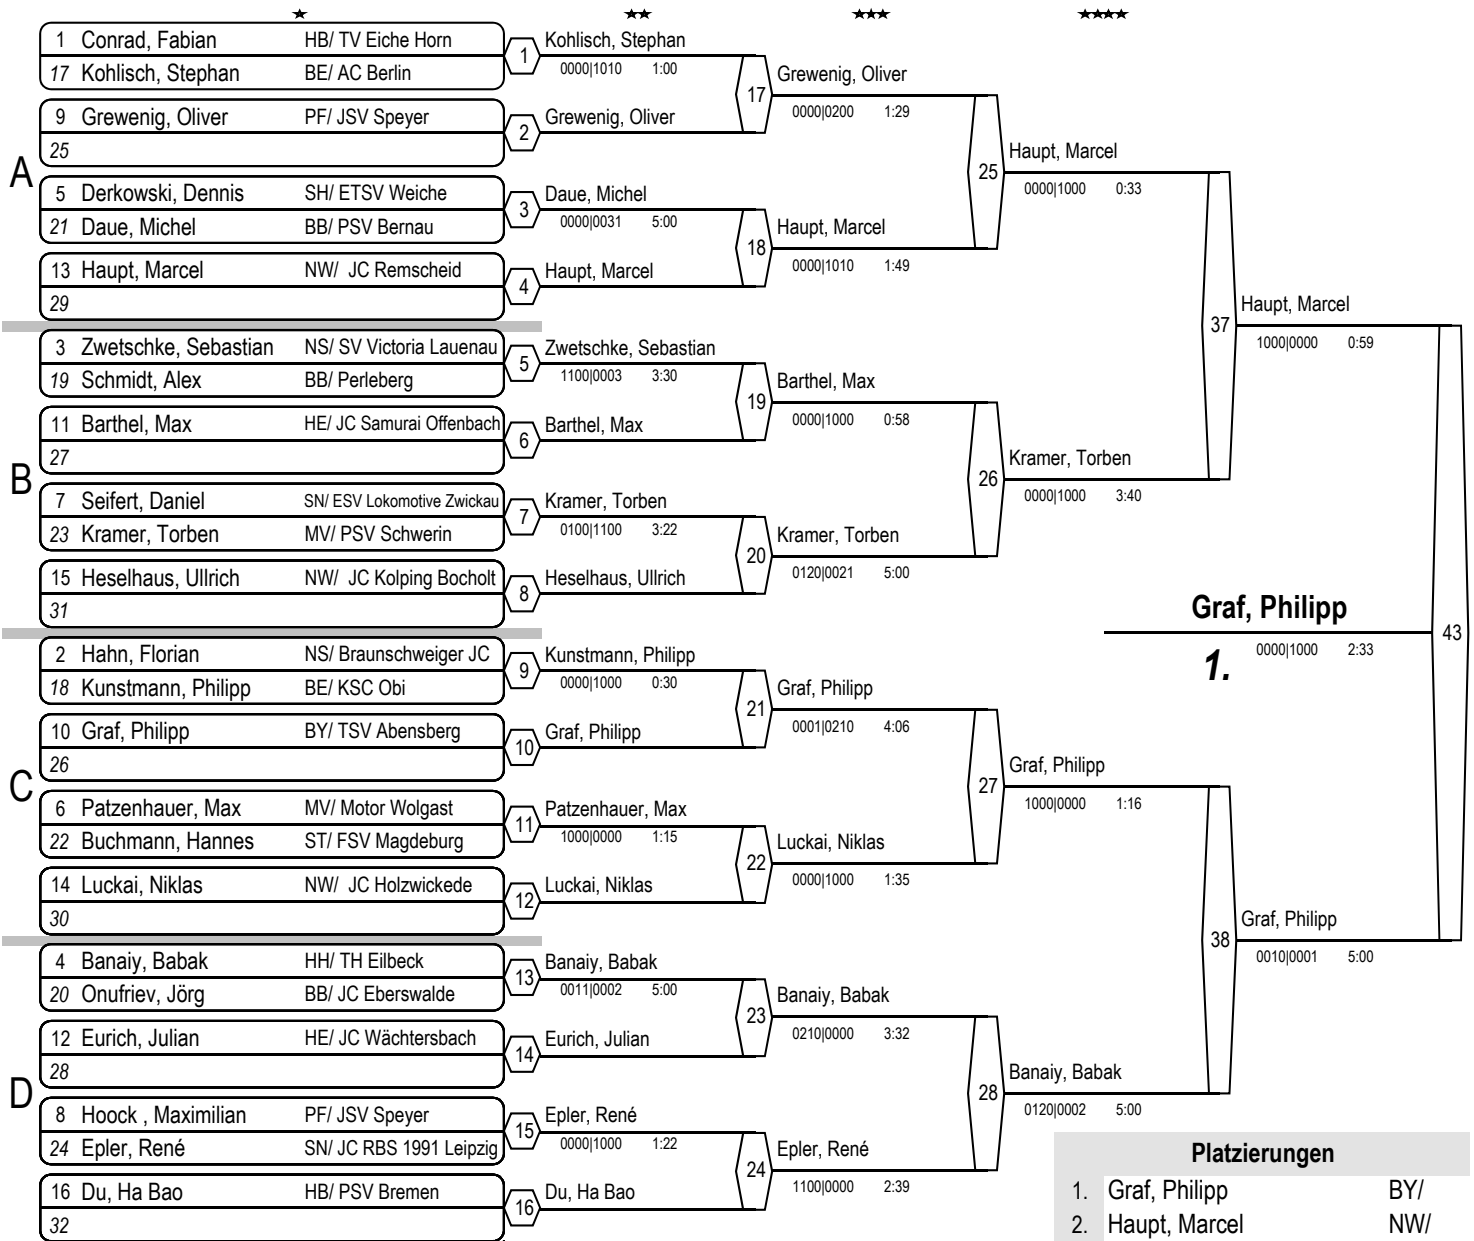 1 Conrad, Fabian HB/ TV Eiche Horn
17 Kohlisch, Stephan BE/ AC Berlin
9 Grewenig, Oliver PF/ JSV Speyer
25
A
5 Derkowski, Dennis SH/ ETSV Weiche
21 Daue, Michel BB/ PSV Bernau
13 Haupt, Marcel NW/ JC Remscheid
29
3 Zwetschke, Sebastian NS/ SV Victoria Lauenau
19 Schmidt, Alex BB/ Perleberg
11 Barthel, Max HE/ JC Samurai Offenbach
27
B
7 Seifert, Daniel SN/ ESV Lokomotive Zwickau
23 Kramer, Torben MV/ PSV Schwerin
15 Heselhaus, Ullrich NW/ JC Kolping Bocholt
31
2 Hahn, Florian NS/ Braunschweiger JC
18 Kunstmann, Philipp BE/ KSC Obi
10 Graf, Philipp BY/ TSV Abensberg
26
C
6 Patzenhauer, Max MV/ Motor Wolgast
22 Buchmann, Hannes ST/ FSV Magdeburg
14 Luckai, Niklas NW/ JC Holzwickede
30
4 Banaiy, Babak HH/ TH Eilbeck
20 Onufriev, Jörg BB/ JC Eberswalde
12 Eurich, Julian HE/ JC Wächtersbach
28
D
8 Hoock , Maximilian PF/ JSV Speyer
24 Epler, René SN/ JC RBS 1991 Leipzig
16 Du, Ha Bao HB/ PSV Bremen
32
1 Kohlisch, Stephan
0000|1010 1:00
2 Grewenig, Oliver
3 Daue, Michel
0000|0031 5:00
4 Haupt, Marcel
5 Zwetschke, Sebastian
1100|0003 3:30
6 Barthel, Max
7 Kramer, Torben
0100|1100 3:22
8 Heselhaus, Ullrich
9 Kunstmann, Philipp
0000|1000 0:30
10 Graf, Philipp
11 Patzenhauer, Max
1000|0000 1:15
12 Luckai, Niklas
13 Banaiy, Babak
0011|0002 5:00
14 Eurich, Julian
15 Epler, René
0000|1000 1:22
16 Du, Ha Bao
17 Grewenig, Oliver
0000|0200 1:29
18 Haupt, Marcel
0000|1010 1:49
19 Barthel, Max
0000|1000 0:58
20 Kramer, Torben
0120|0021 5:00
21 Graf, Philipp
0001|0210 4:06
22 Luckai, Niklas
0000|1000 1:35
23 Banaiy, Babak
0210|0000 3:32
24 Epler, René
1100|0000 2:39
25 Haupt, Marcel
0000|1000 0:33
26 Kramer, Torben
0000|1000 3:40
27 Graf, Philipp
1000|0000 1:16
28 Banaiy, Babak
0120|0002 5:00
37 Haupt, Marcel
1000|0000 0:59
38 Graf, Philipp
0010|0001 5:00
Graf, Philipp
43
1. 0000|1000 2:33
Platzierungen
1. Graf, Philipp BY/
2. Haupt, Marcel NW/